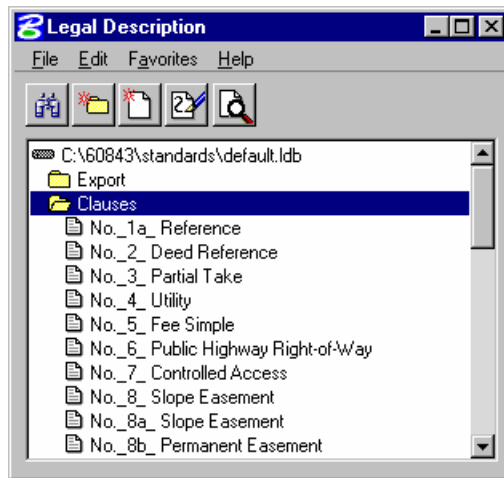 Legal Description
File Edit Favorites Help
C:\60843\standards\default.ldb
Export
Clauses
No._1a_ Reference
No._2_ Deed Reference
No._3_ Partial Take
No._4_ Utility
No._5_ Fee Simple
No._6_ Public Highway Right-of-Way
No._7_ Controlled Access
No._8_ Slope Easement
No._8a_ Slope Easement
No._8b_ Permanent Easement